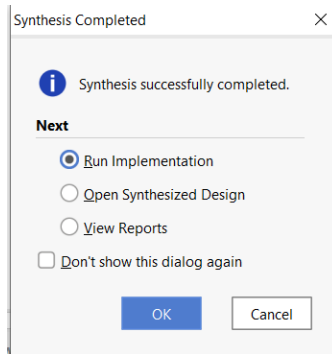 Synthesis Completed
Synthesis successfully completed.
Next
Run Implementation
Open Synthesized Design
View Reports
Don't show this dialog again
OK
Cancel